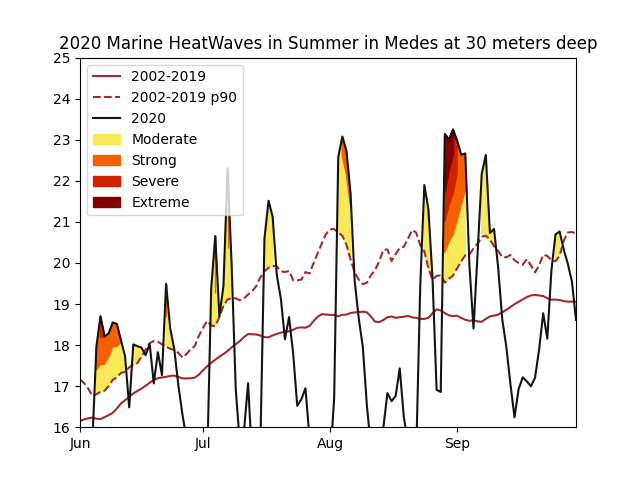 2020 Marine HeatWaves in Summer in Medes at 30 meters deep
25
24
23
22
21
20
19
18
17
16
2002-2019
2002-2019 p90
2020
Moderate
Strong
Severe
Extreme
Jun
Jul
Aug
Sep